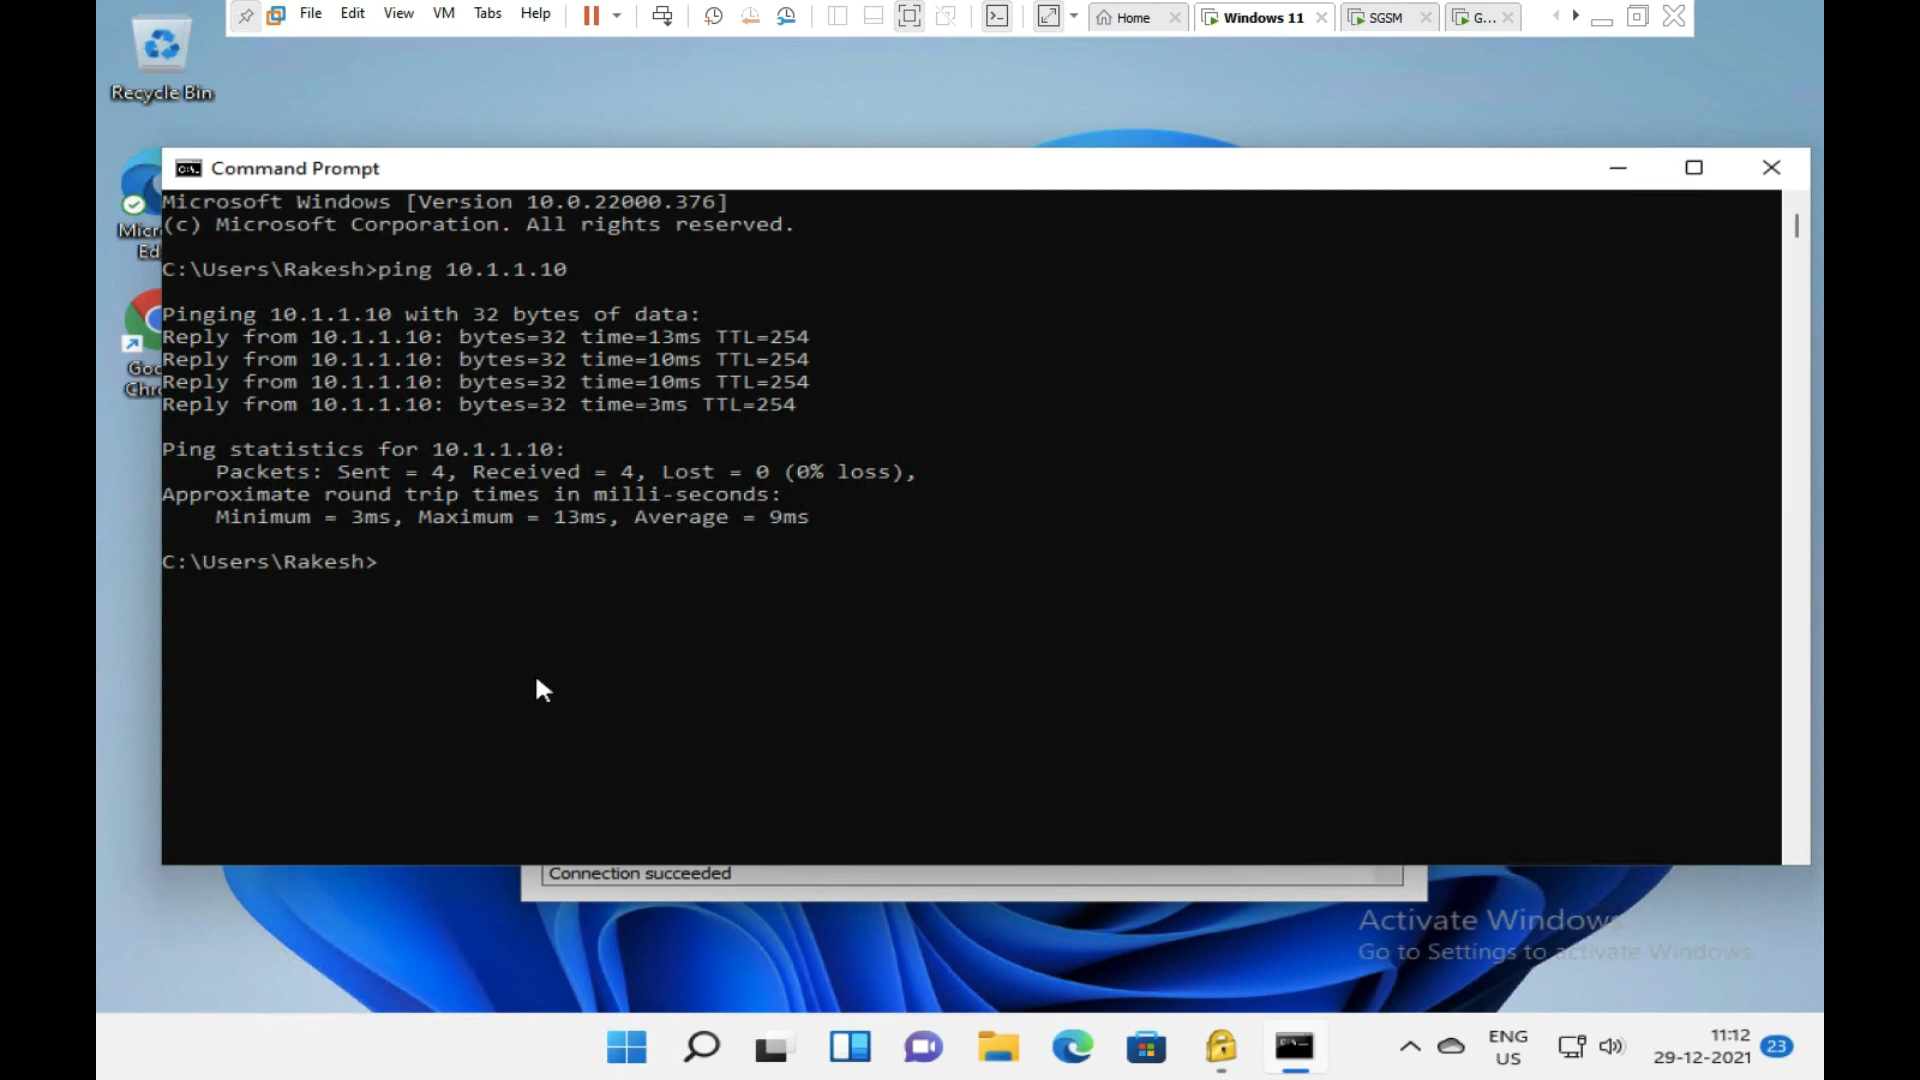 File Edit View VM Tabs Help
Home
Windows 11
SGSM
G...
Recycle Bin
Command Prompt
Microsoft Windows [Version 10.0.22000.376]
(c) Microsoft Corporation. All rights reserved.
C:\Users\Rakesh>ping 10.1.1.10
Pinging 10.1.1.10 with 32 bytes of data:
Reply from 10.1.1.10: bytes=32 time=13ms TTL=254
Reply from 10.1.1.10: bytes=32 time=10ms TTL=254
Reply from 10.1.1.10: bytes=32 time=10ms TTL=254
Reply from 10.1.1.10: bytes=32 time=3ms TTL=254
Ping statistics for 10.1.1.10:
Packets: Sent = 4, Received = 4, Lost = 0 (0% loss),
Approximate round trip times in milli-seconds:
Minimum = 3ms, Maximum = 13ms, Average = 9ms
C:\Users\Rakesh>
Micr
Ed
Goo
Chr
Connection succeeded
Activate Windows
Go to Settings to activate Windows.
ENG
US
11:12
29-12-2021
23